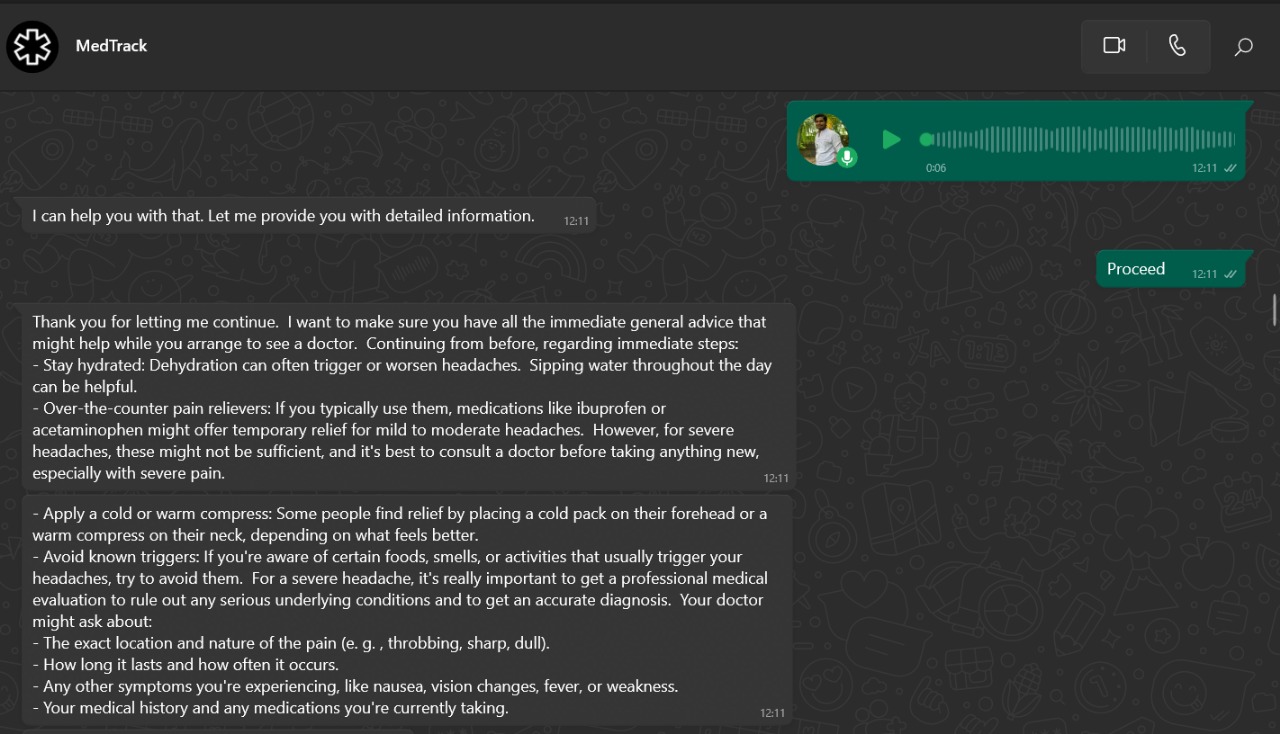 MedTrack
0:06
12:11
I can help you with that. Let me provide you with detailed information.
12:11
Proceed
12:11
Thank you for letting me continue.  I want to make sure you have all the immediate general advice that
might help while you arrange to see a doctor.  Continuing from before, regarding immediate steps:
- Stay hydrated: Dehydration can often trigger or worsen headaches.  Sipping water throughout the day
can be helpful.
- Over-the-counter pain relievers: If you typically use them, medications like ibuprofen or
acetaminophen might offer temporary relief for mild to moderate headaches.  However, for severe
headaches, these might not be sufficient, and it's best to consult a doctor before taking anything new,
especially with severe pain.
12:11
- Apply a cold or warm compress: Some people find relief by placing a cold pack on their forehead or a
warm compress on their neck, depending on what feels better.
- Avoid known triggers: If you're aware of certain foods, smells, or activities that usually trigger your
headaches, try to avoid them.  For a severe headache, it's really important to get a professional medical
evaluation to rule out any serious underlying conditions and to get an accurate diagnosis.  Your doctor
might ask about:
- The exact location and nature of the pain (e. g. , throbbing, sharp, dull).
- How long it lasts and how often it occurs.
- Any other symptoms you're experiencing, like nausea, vision changes, fever, or weakness.
- Your medical history and any medications you're currently taking.
12:11